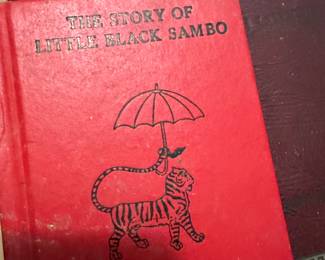 THE STORY OF
LITTLE BLACK SAMBO